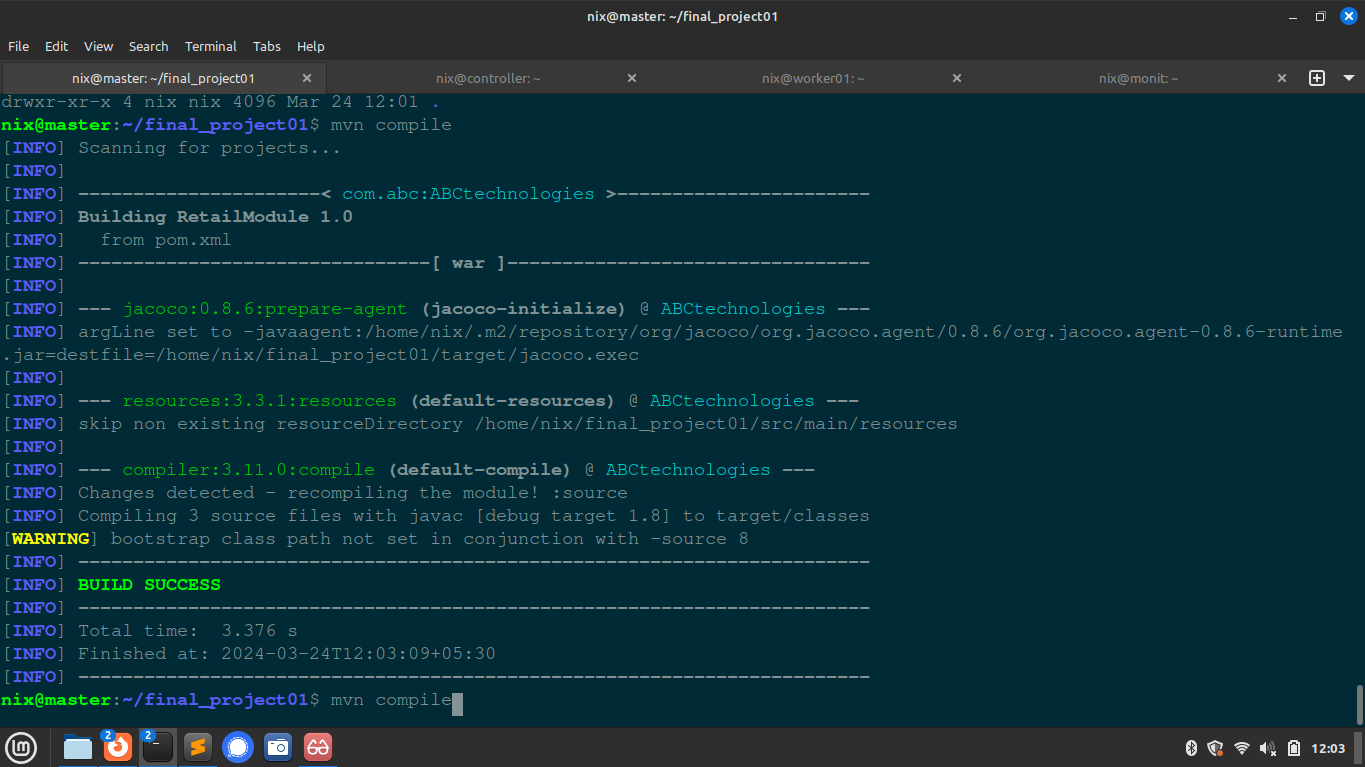 nix@master: ~/final_project01
File Edit View Search Terminal Tabs Help
nix@master: ~/final_project01 nix@controller: ~ nix@worker01: ~ nix@monit: ~
drwxr-xr-x 4 nix nix 4096 Mar 24 12:01 .
nix@master:~/final_project01$ mvn compile
[INFO] Scanning for projects...
[INFO]
[INFO] ----------------------< com.abc:ABCtechnologies >-----------------------
[INFO] Building RetailModule 1.0
[INFO]   from pom.xml
[INFO] --------------------------------[ war ]---------------------------------
[INFO]
[INFO] --- jacoco:0.8.6:prepare-agent (jacoco-initialize) @ ABCtechnologies ---
[INFO] argLine set to -javaagent:/home/nix/.m2/repository/org/jacoco/org.jacoco.agent/0.8.6/org.jacoco.agent-0.8.6-runtime
.jar=destfile=/home/nix/final_project01/target/jacoco.exec
[INFO]
[INFO] --- resources:3.3.1:resources (default-resources) @ ABCtechnologies ---
[INFO] skip non existing resourceDirectory /home/nix/final_project01/src/main/resources
[INFO]
[INFO] --- compiler:3.11.0:compile (default-compile) @ ABCtechnologies ---
[INFO] Changes detected - recompiling the module! :source
[INFO] Compiling 3 source files with javac [debug target 1.8] to target/classes
[WARNING] bootstrap class path not set in conjunction with -source 8
[INFO] ------------------------------------------------------------------------
[INFO] BUILD SUCCESS
[INFO] ------------------------------------------------------------------------
[INFO] Total time:  3.376 s
[INFO] Finished at: 2024-03-24T12:03:09+05:30
[INFO] ------------------------------------------------------------------------
nix@master:~/final_project01$ mvn compile
2 2 12:03